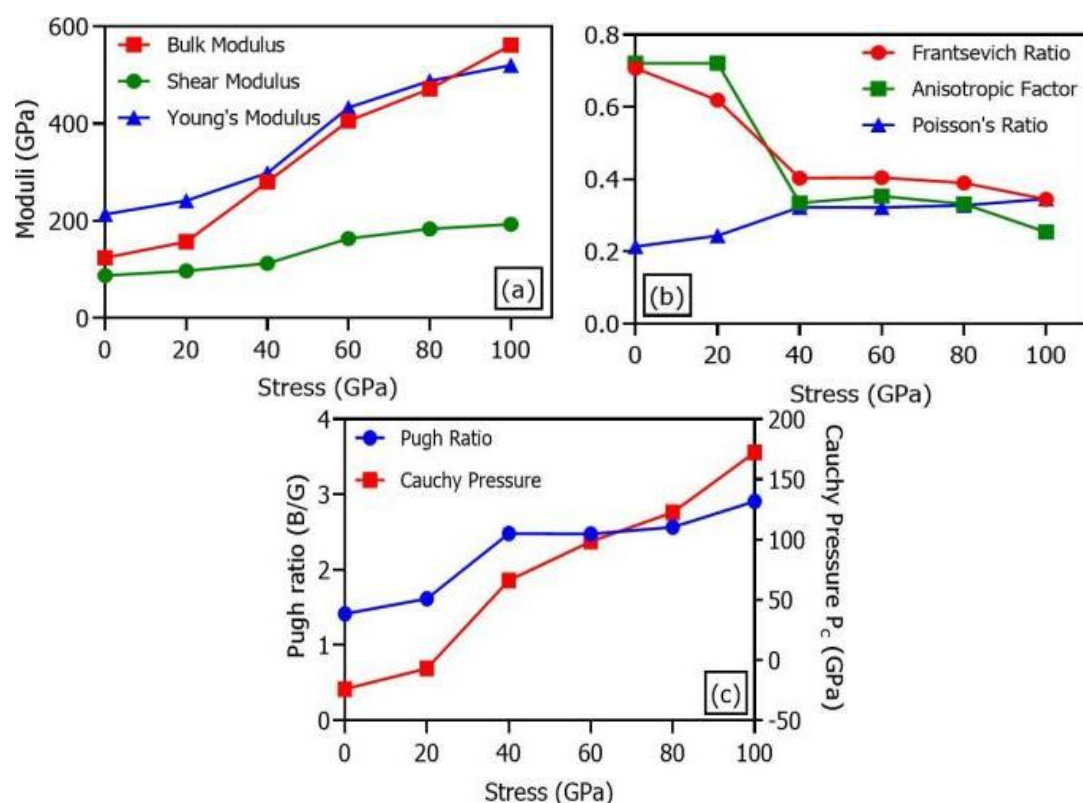 600
400
200
0
Moduli (GPa)
Bulk Modulus
Shear Modulus
Young's Modulus
(a)
0 20 40 60 80 100
Stress (GPa)
0.8
0.6
0.4
0.2
0.0
Frantsevich Ratio
Anisotropic Factor
Poisson's Ratio
(b)
0 20 40 60 80 100
Stress (GPa)
4
3
2
1
0
Pugh ratio (B/G)
Pugh Ratio
Cauchy Pressure
(c)
200
150
100
50
0
-50
Cauchy Pressure P_C (GPa)
0 20 40 60 80 100
Stress (GPa)